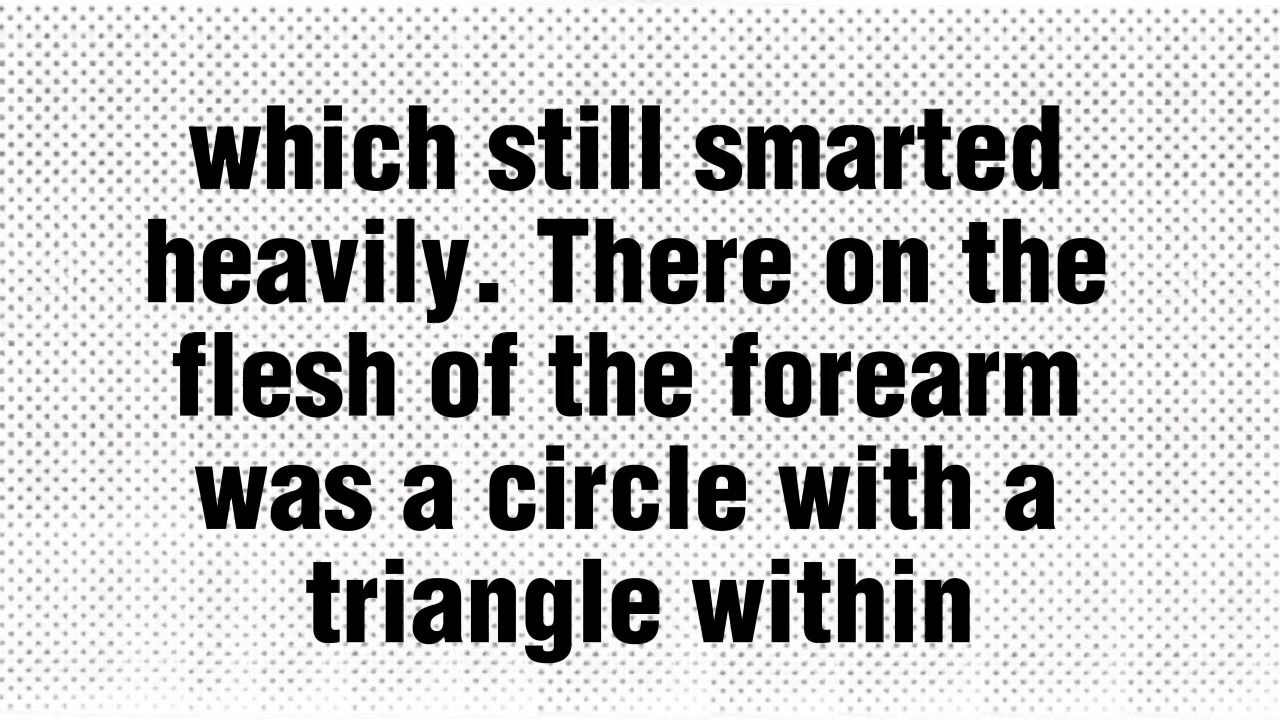 which still smarted
heavily. There on the
flesh of the forearm
was a circle with a
triangle within